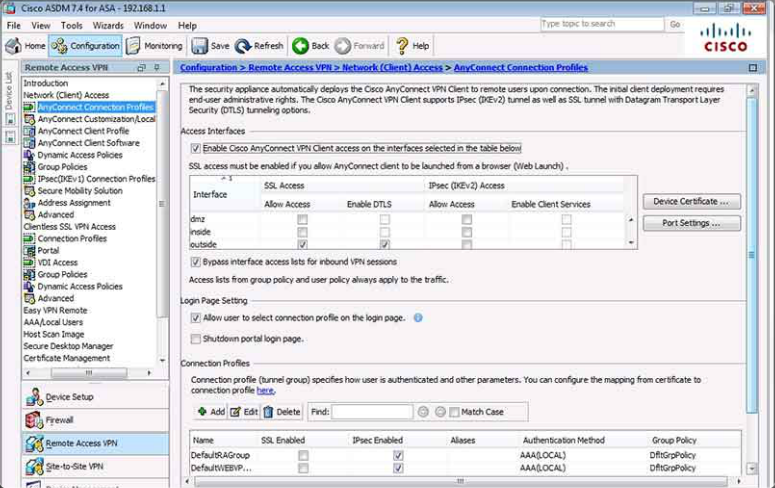 Cisco ASDM 7.4 for ASA - 192.168.1.1
File View Tools Wizards Window Help
Type topic to search Go
Home Configuration Monitoring Save Refresh Back Forward Help
CISCO
Device List
Remote Access VPN
Introduction
Network (Client) Access
AnyConnect Connection Profiles
AnyConnect Customization/Local
AnyConnect Client Profile
AnyConnect Client Software
Dynamic Access Policies
Group Policies
IPsec(IKEv1) Connection Profiles
Secure Mobility Solution
Address Assignment
Advanced
Clientless SSL VPN Access
Connection Profiles
Portal
VDI Access
Group Policies
Dynamic Access Policies
Advanced
Easy VPN Remote
AAA/Local Users
Host Scan Image
Secure Desktop Manager
Certificate Management
Device Setup
Firewall
Remote Access VPN
Site-to-Site VPN
Device Management
Configuration > Remote Access VPN > Network (Client) Access > AnyConnect Connection Profiles
The security appliance automatically deploys the Cisco AnyConnect VPN Client to remote users upon connection. The initial client deployment requires
end-user administrative rights. The Cisco AnyConnect VPN Client supports IPsec (IKEv2) tunnel as well as SSL tunnel with Datagram Transport Layer
Security (DTLS) tunneling options.
Access Interfaces
Enable Cisco AnyConnect VPN Client access on the interfaces selected in the table below
SSL access must be enabled if you allow AnyConnect client to be launched from a browser (Web Launch) .
Interface SSL Access IPsec (IKEv2) Access
Allow Access Enable DTLS Allow Access Enable Client Services
dmz
inside
outside
Device Certificate ...
Port Settings ...
Bypass interface access lists for inbound VPN sessions
Access lists from group policy and user policy always apply to the traffic.
Login Page Setting
Allow user to select connection profile on the login page.
Shutdown portal login page.
Connection Profiles
Connection profile (tunnel group) specifies how user is authenticated and other parameters. You can configure the mapping from certificate to
connection profile here.
Add Edit Delete Find: Match Case
Name SSL Enabled IPsec Enabled Aliases Authentication Method Group Policy
DefaultRAGroup AAA(LOCAL) DfltGrpPolicy
DefaultWEBVP... AAA(LOCAL) DfltGrpPolicy